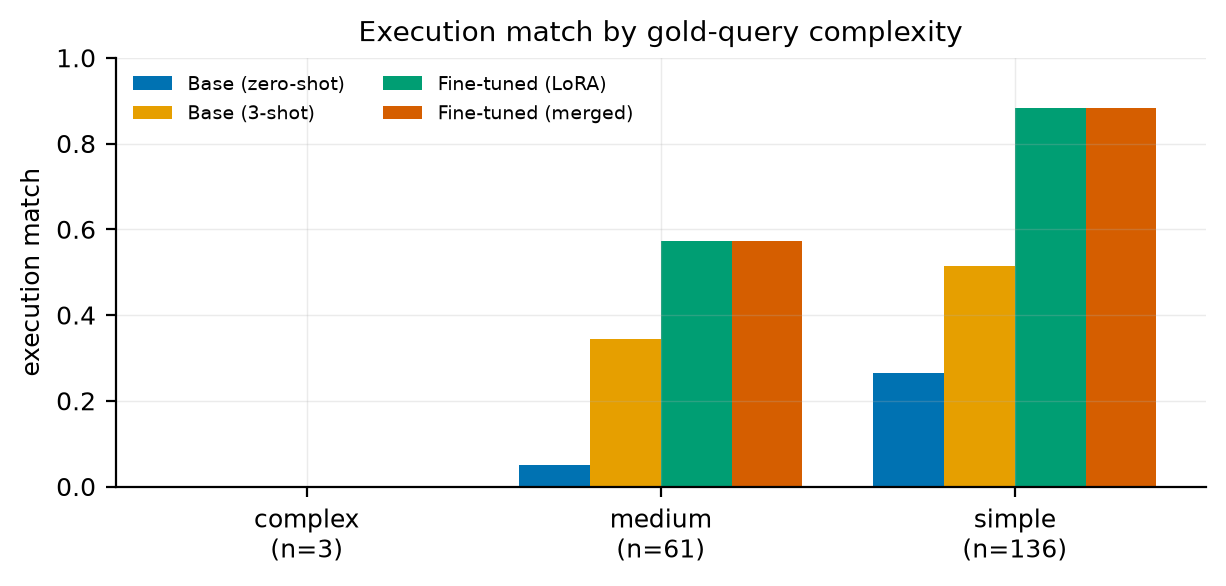 Execution match by gold-query complexity
Base (zero-shot)
Base (3-shot)
Fine-tuned (LoRA)
Fine-tuned (merged)
execution match
1.0
0.8
0.6
0.4
0.2
0.0
complex
(n=3)
medium
(n=61)
simple
(n=136)